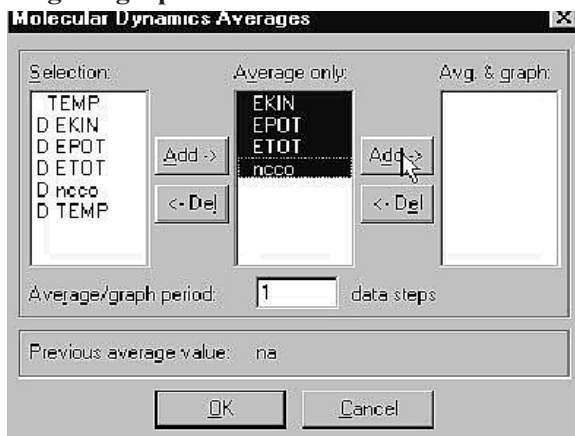 Molecular Dynamics Averages
Selection:
Average only:
Avg. & graph:
TEMP
D EKIN
D EPOT
D ETOT
D ncco
D TEMP
Add ->
<- Del
EKIN
EPOT
ETOT
ncco
Add ->
<- Del
Average/graph period: 1 data steps
Previous average value: na
OK
Cancel